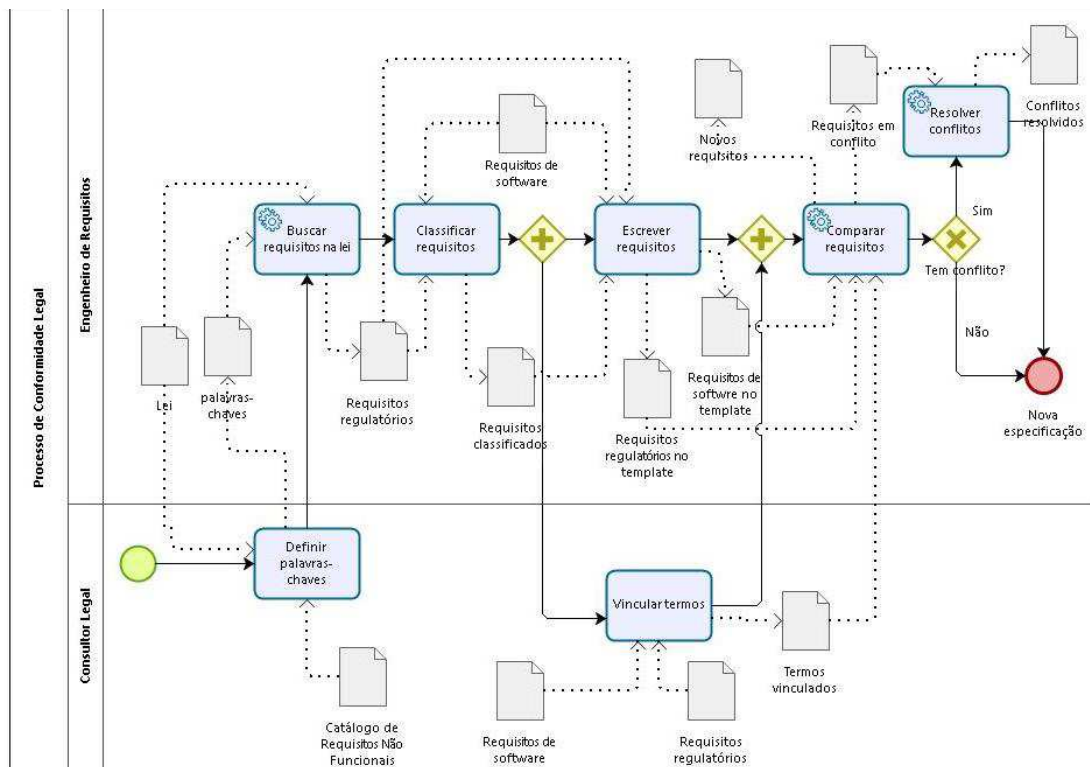 Processo de Conformidade Legal
Engenheiro de Requisitos
Consultor Legal
Resolver
conflitos
Conflitos
resolvidos
Requisitos em
conflito
Novos
requisitos
Requisitos de
software
Buscar
requisitos na lei
Classificar
requisitos
Escrever
requisitos
Comparar
requisitos
Sim
Tem conflito?
Não
Lei
palavras-
chaves
Requisitos
regulatórios
Requisitos
classificados
Requisitos de
softwre no
template
Requisitos
regulatórios no
template
Nova
especificação
Definir
palavras-
chaves
Vincular termos
Termos
vinculados
Catálogo de
Requisitos Não
Funcionais
Requisitos de
software
Requisitos
regulatórios